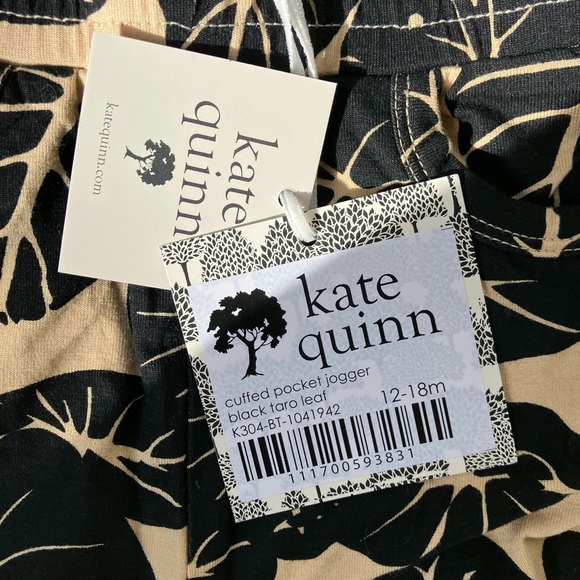 kate
quinn
katequinn.com
kate
quinn
cuffed pocket jogger
black taro leaf
K304-BT-1041942
12-18m
111700593831